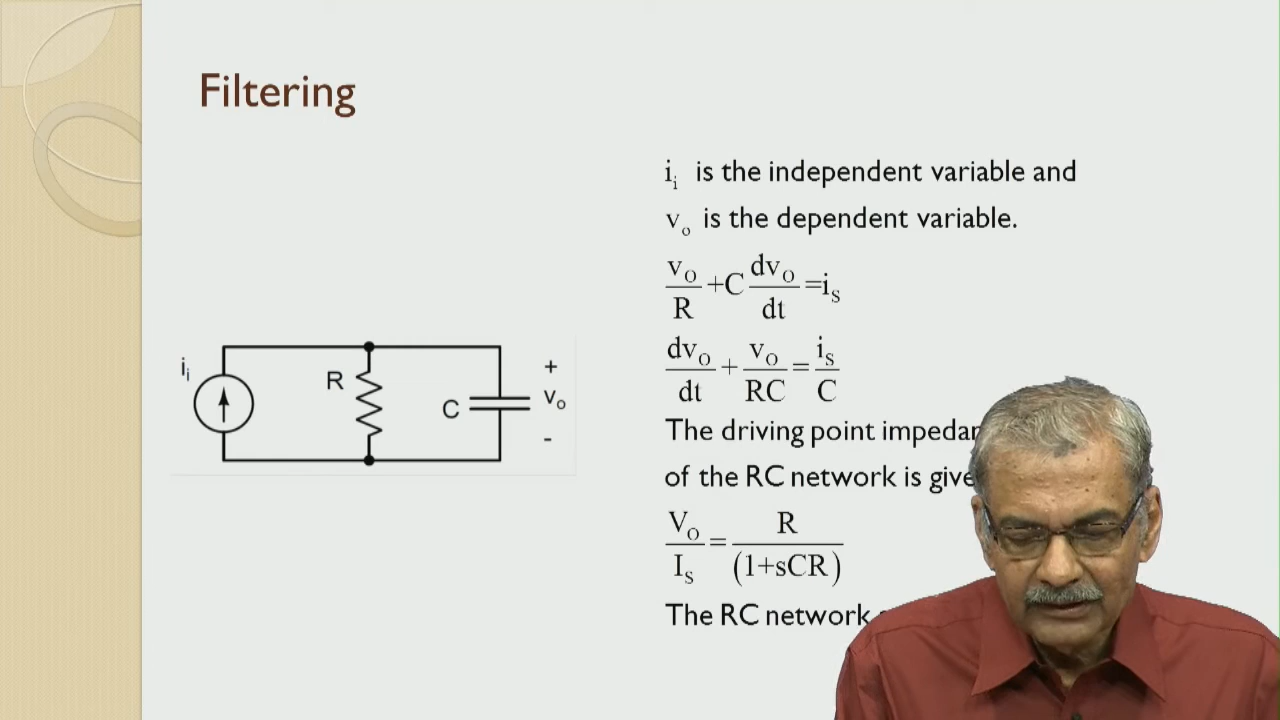 Filtering
i_i is the independent variable and
v_o is the dependent variable.
v_O/R + C dv_O/dt = i_S
dv_O/dt + v_O/RC = i_S/C
The driving point
of the RC network is
V_O/I_S = R/(1+sCR)
The RC network
i_i
R
C
+
v_o
-